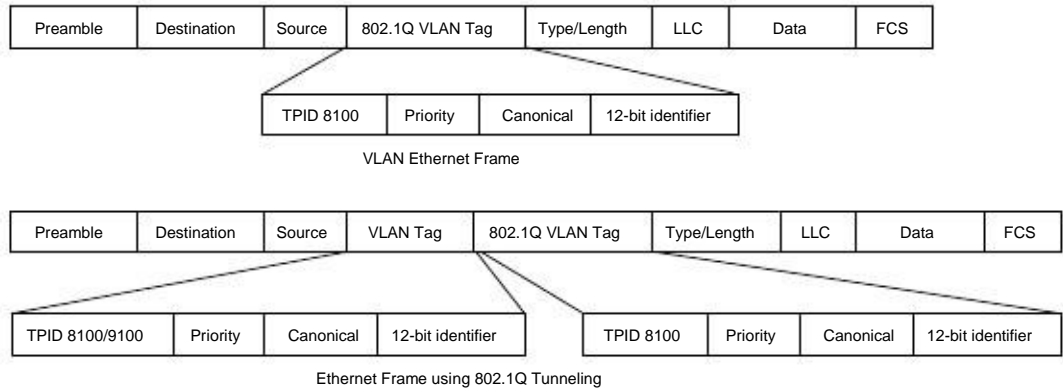 Preamble Destination Source 802.1Q VLAN Tag Type/Length LLC Data FCS
TPID 8100 Priority Canonical 12-bit identifier
VLAN Ethernet Frame
Preamble Destination Source VLAN Tag 802.1Q VLAN Tag Type/Length LLC Data FCS
TPID 8100/9100 Priority Canonical 12-bit identifier TPID 8100 Priority Canonical 12-bit identifier
Ethernet Frame using 802.1Q Tunneling